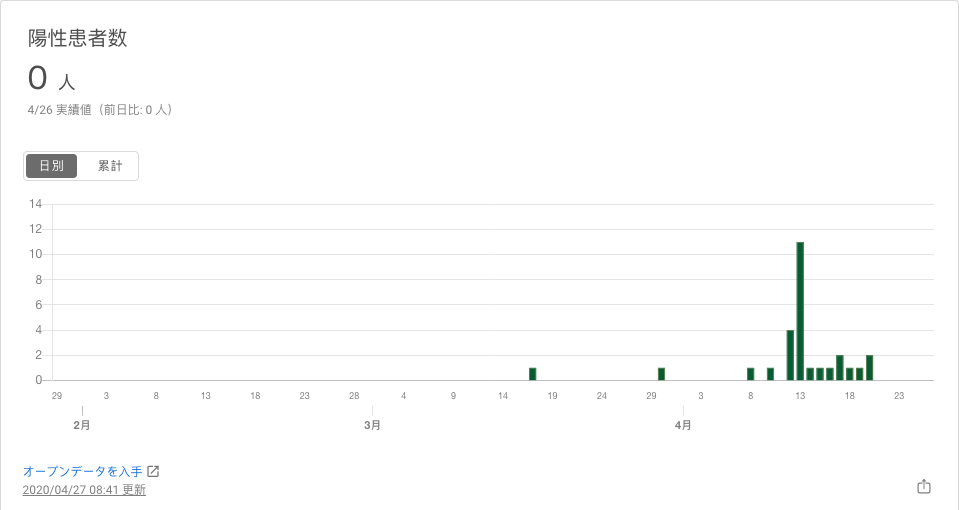 陽性患者数
0 人
4/26 実績値（前日比: 0 人）
日別 累計
14
12
10
8
6
4
2
0
29 3 8 13 18 23 28 4 9 14 19 24 29 3 8 13 18 23
2月 3月 4月
オープンデータを入手
2020/04/27 08:41 更新